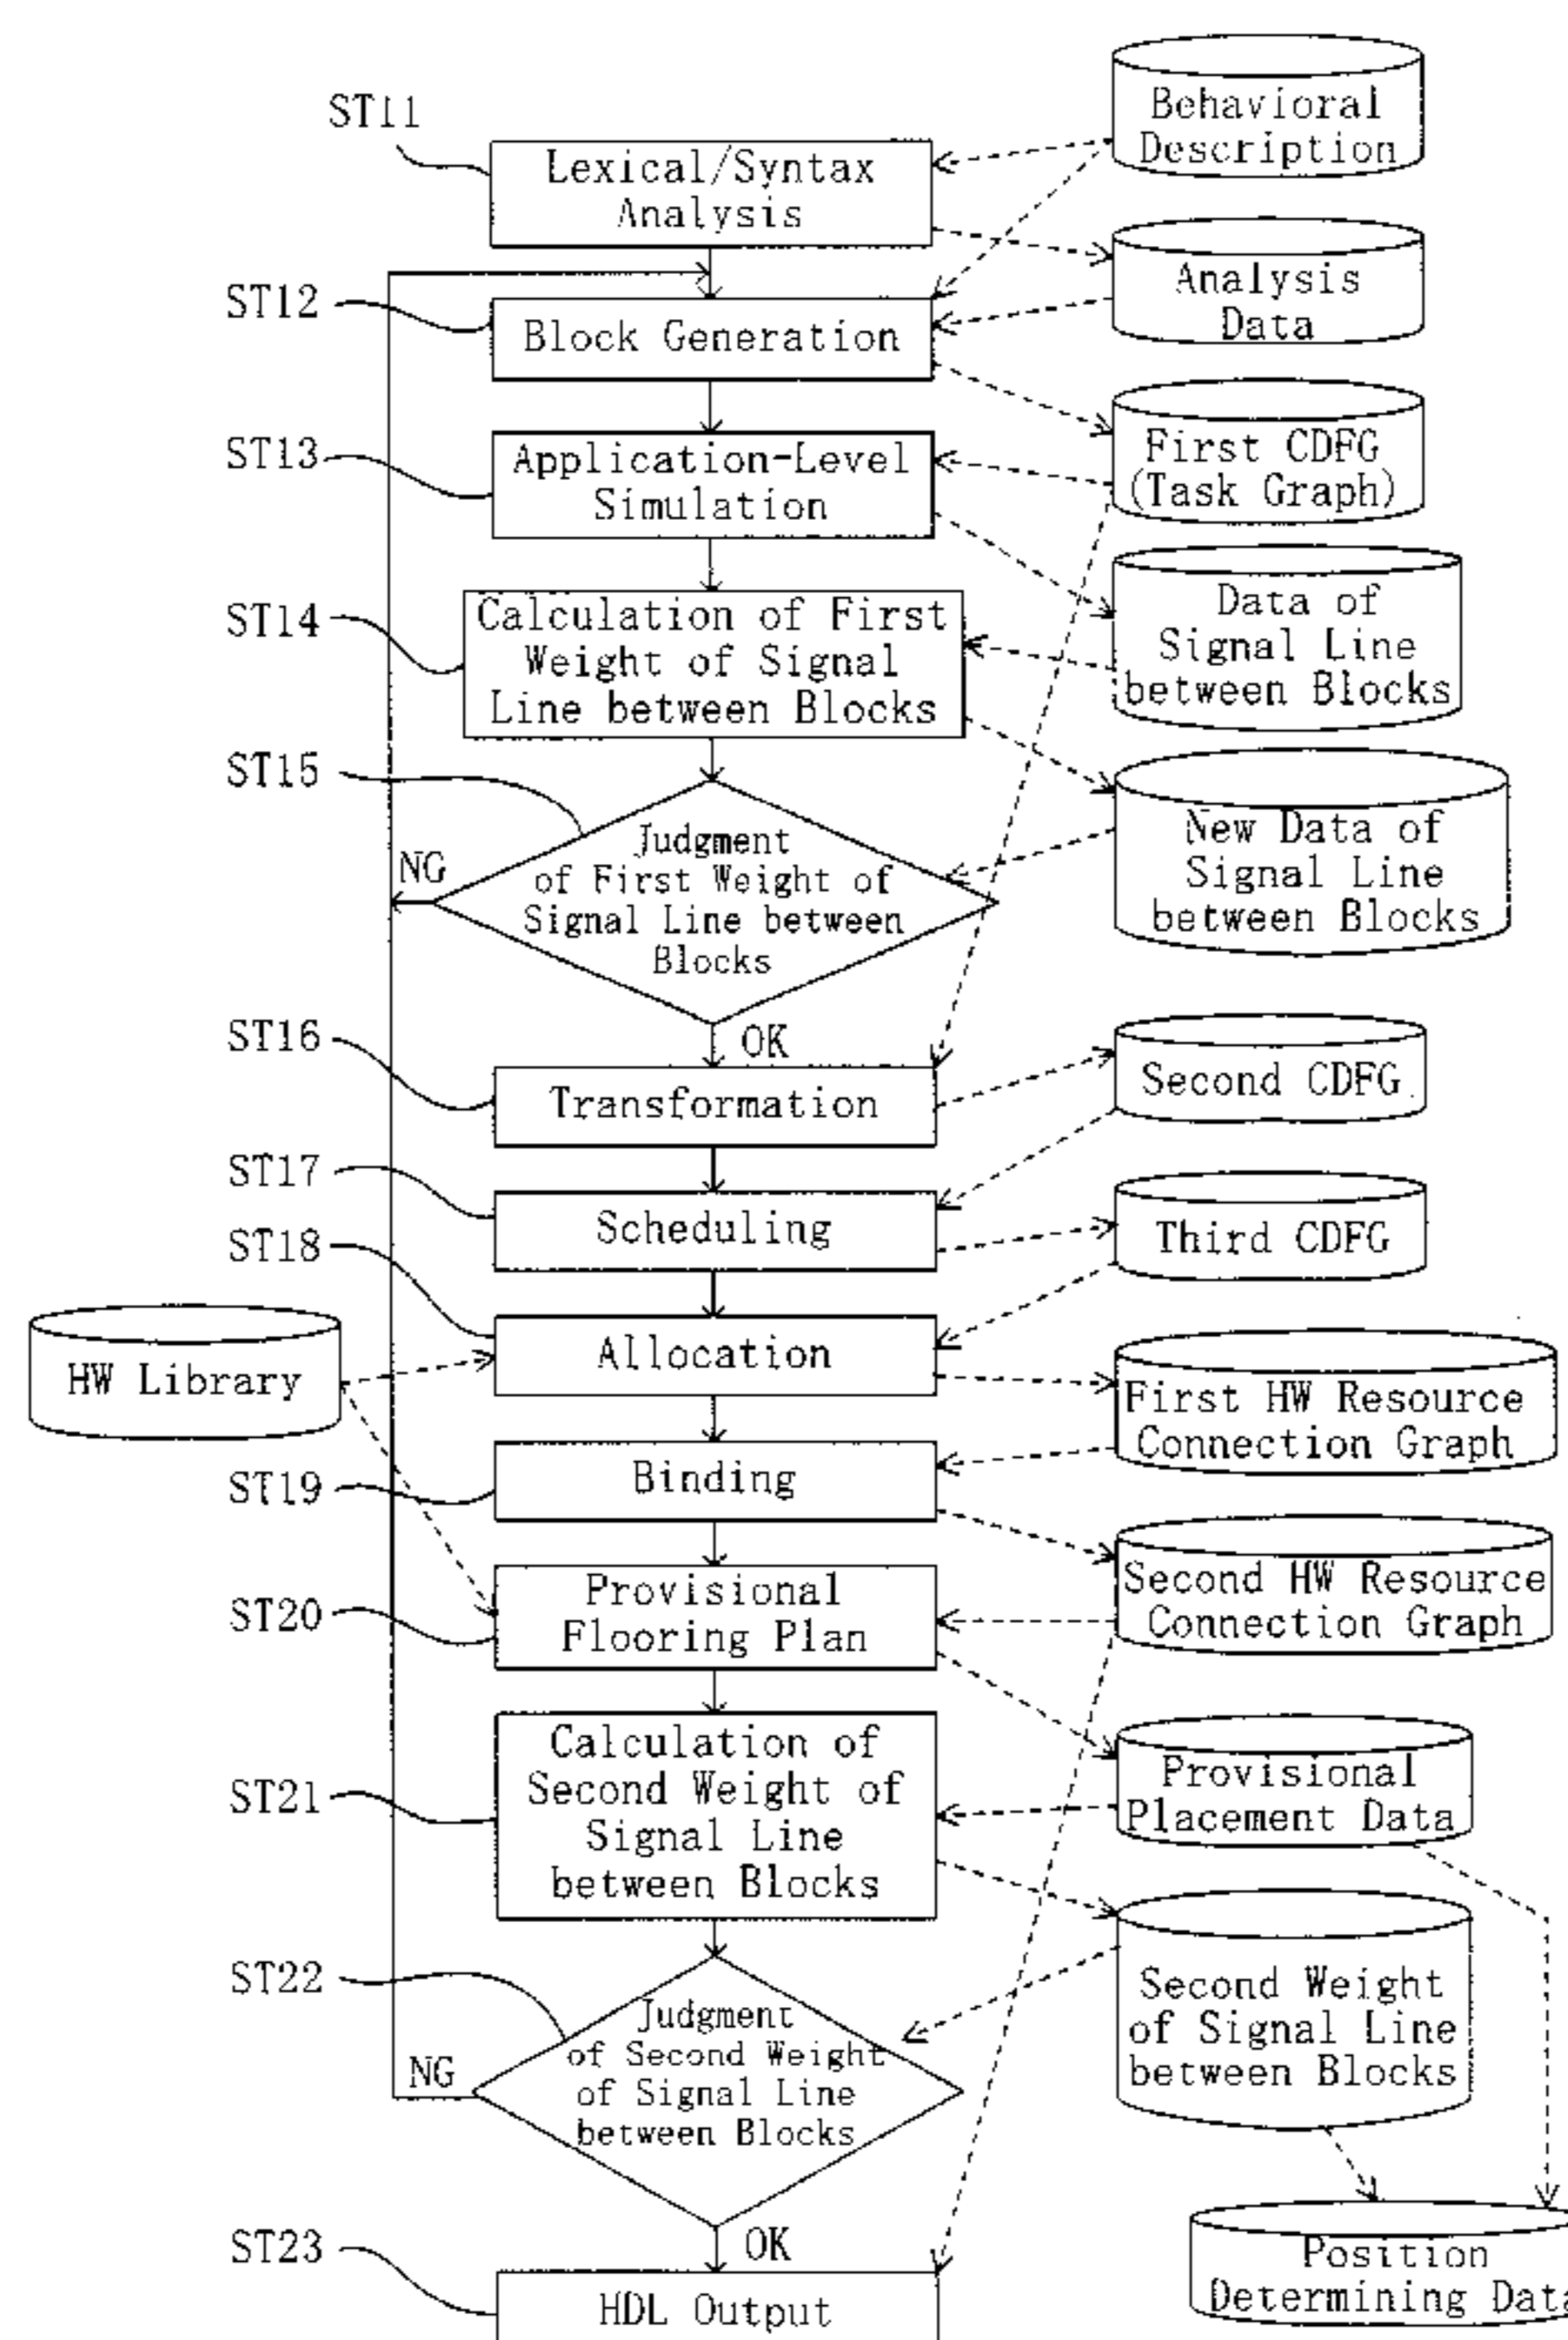 Behavioral
Description
ST11
Lexical/Syntax
Analysis
Analysis
Data
ST12
Block Generation
First CDFG
(Task Graph)
ST13
Application-Level
Simulation
Data of
Signal Line
between Blocks
ST14
Calculation of First
Weight of Signal
Line between Blocks
New Data of
Signal Line
between Blocks
ST15
Judgment
of First Weight of
Signal Line between
Blocks
NG
OK
ST16
Transformation
Second CDFG
ST17
Scheduling
Third CDFG
ST18
Allocation
HW Library
First HW Resource
Connection Graph
ST19
Binding
Second HW Resource
Connection Graph
ST20
Provisional
Flooring Plan
Provisional
Placement Data
ST21
Calculation of
Second Weight of
Signal Line
between Blocks
Second Weight
of Signal Line
between Blocks
ST22
Judgment
of Second Weight
of Signal Line
between Blocks
NG
OK
Position
Determining Data
ST23
HDL Output